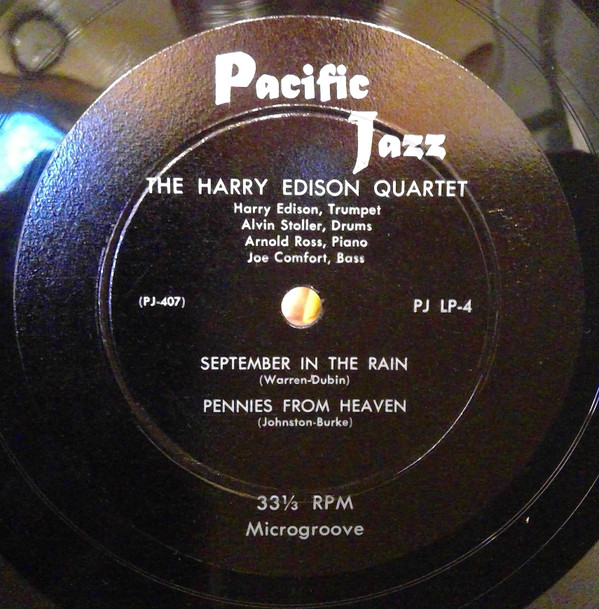 Pacific
Jazz
THE HARRY EDISON QUARTET
Harry Edison, Trumpet
Alvin Stoller, Drums
Arnold Ross, Piano
Joe Comfort, Bass
(PJ-407)
PJ LP-4
SEPTEMBER IN THE RAIN
(Warren-Dubin)
PENNIES FROM HEAVEN
(Johnston-Burke)
33⅓ RPM
Microgroove